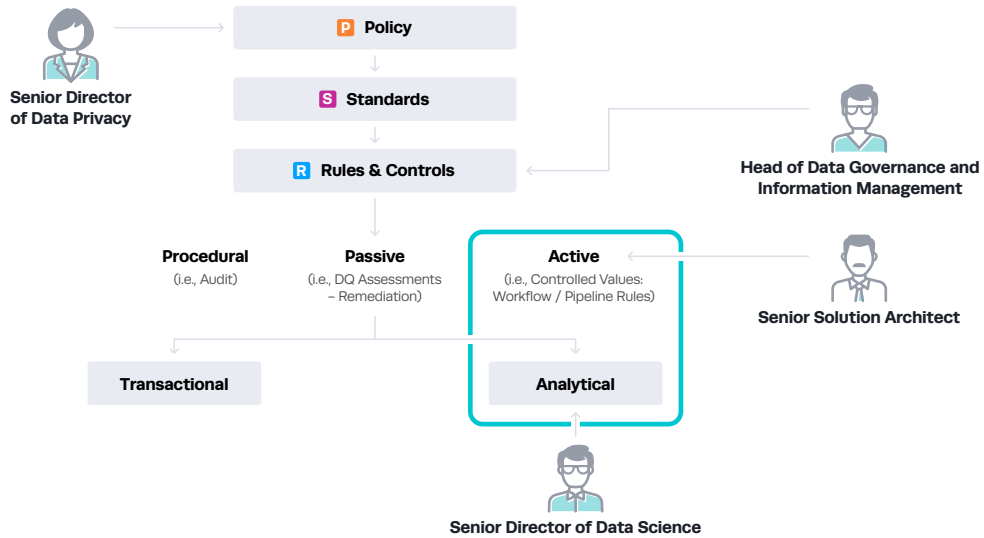 P Policy
Senior Director
of Data Privacy
S Standards
R Rules & Controls
Head of Data Governance and
Information Management
Procedural
(i.e., Audit)
Passive
(i.e., DQ Assessments
– Remediation)
Active
(i.e., Controlled Values:
Workflow / Pipeline Rules)
Senior Solution Architect
Transactional
Analytical
Senior Director of Data Science